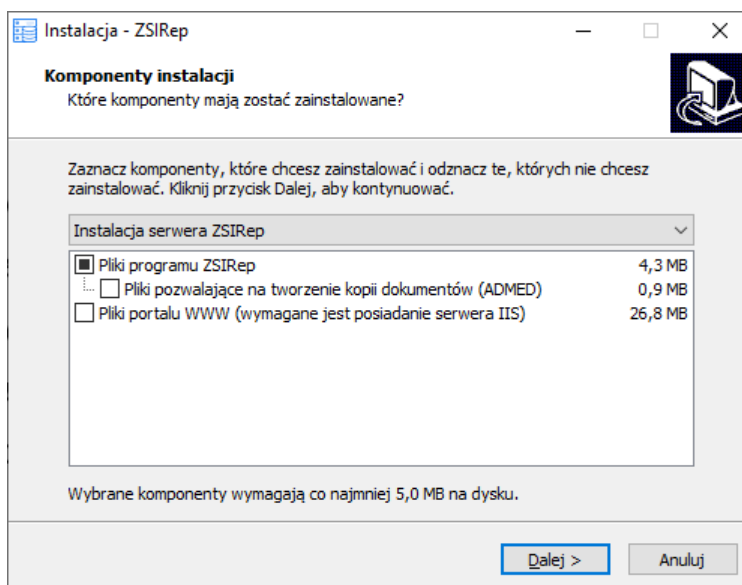 Instalacja - ZSIRep
Komponenty instalacji
Które komponenty mają zostać zainstalowane?
Zaznacz komponenty, które chcesz zainstalować i odznacz te, których nie chcesz
zainstalować. Kliknij przycisk Dalej, aby kontynuować.
Instalacja serwera ZSIRep
Pliki programu ZSIRep 4,3 MB
Pliki pozwalające na tworzenie kopii dokumentów (ADMED) 0,9 MB
Pliki portalu WWW (wymagane jest posiadanie serwera IIS) 26,8 MB
Wybrane komponenty wymagają co najmniej 5,0 MB na dysku.
Dalej > Anuluj